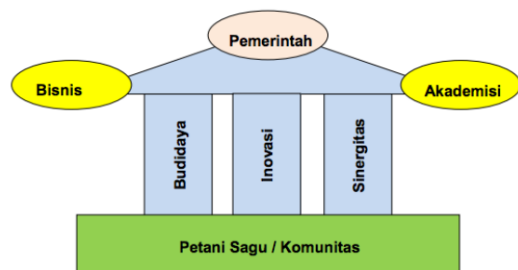 Pemerintah
Bisnis
Akademisi
Budidaya
Inovasi
Sinergitas
Petani Sagu / Komunitas